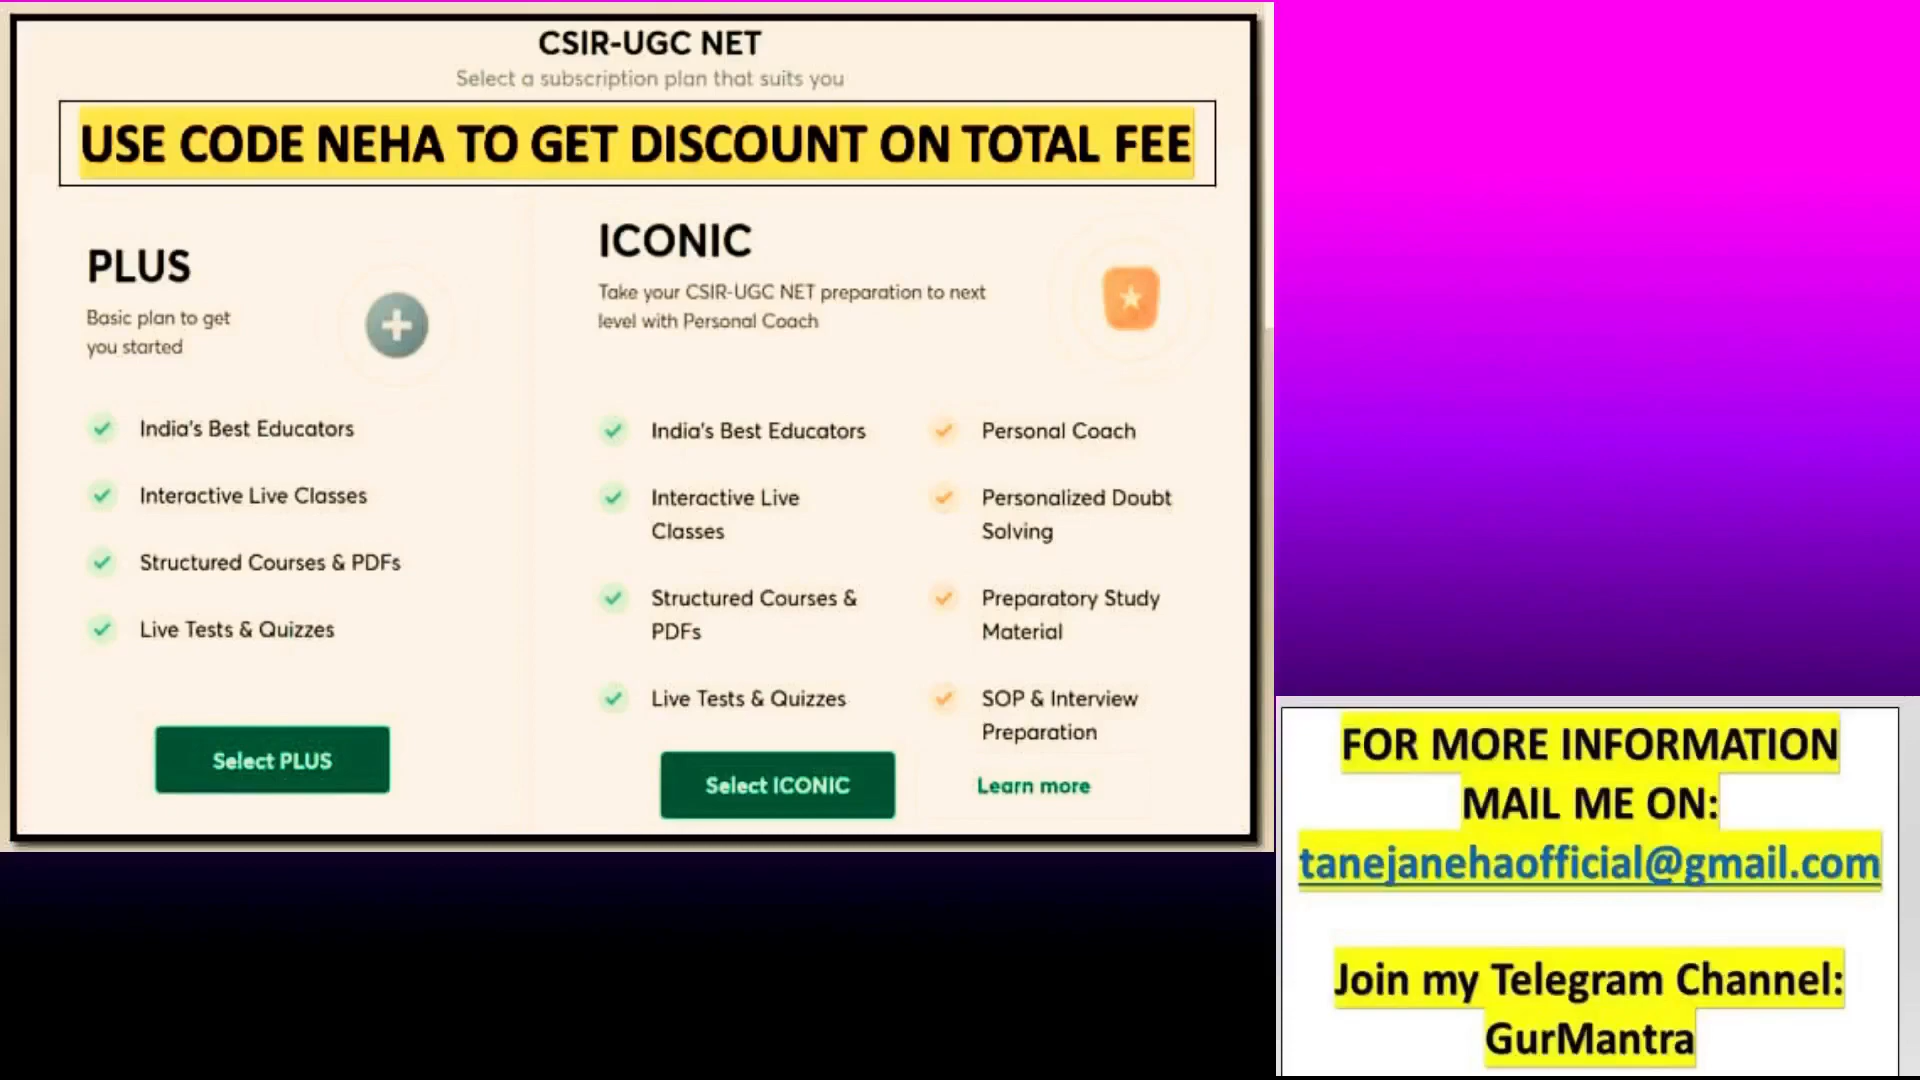 CSIR-UGC NET
Select a subscription plan that suits you
USE CODE NEHA TO GET DISCOUNT ON TOTAL FEE
PLUS
Basic plan to get
you started
India's Best Educators
Interactive Live Classes
Structured Courses & PDFs
Live Tests & Quizzes
Select PLUS
ICONIC
Take your CSIR-UGC NET preparation to next
level with Personal Coach
India's Best Educators
Interactive Live
Classes
Structured Courses &
PDFs
Live Tests & Quizzes
Personal Coach
Personalized Doubt
Solving
Preparatory Study
Material
SOP & Interview
Preparation
Select ICONIC
Learn more
FOR MORE INFORMATION
MAIL ME ON:
tanejanehaofficial@gmail.com
Join my Telegram Channel:
GurMantra